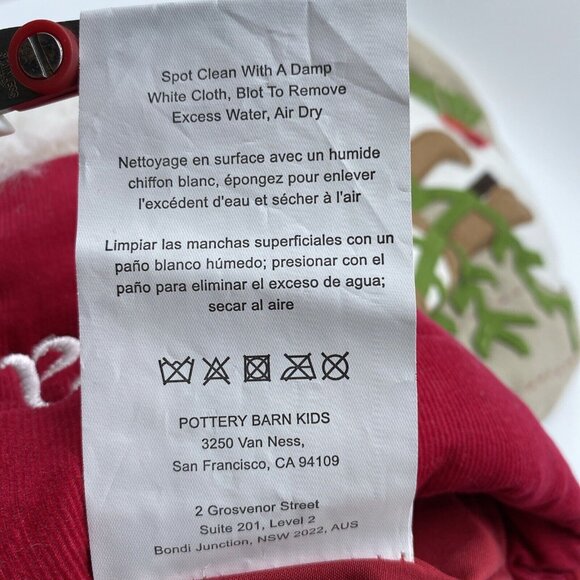 Spot Clean With A Damp
White Cloth, Blot To Remove
Excess Water, Air Dry
Nettoyage en surface avec un humide
chiffon blanc, épongez pour enlever
l'excédent d'eau et sécher à l'air
Limpiar las manchas superficiales con un
paño blanco húmedo; presionar con el
paño para eliminar el exceso de agua;
secar al aire
POTTERY BARN KIDS
3250 Van Ness,
San Francisco, CA 94109
2 Grosvenor Street
Suite 201, Level 2
Bondi Junction, NSW 2022, AUS